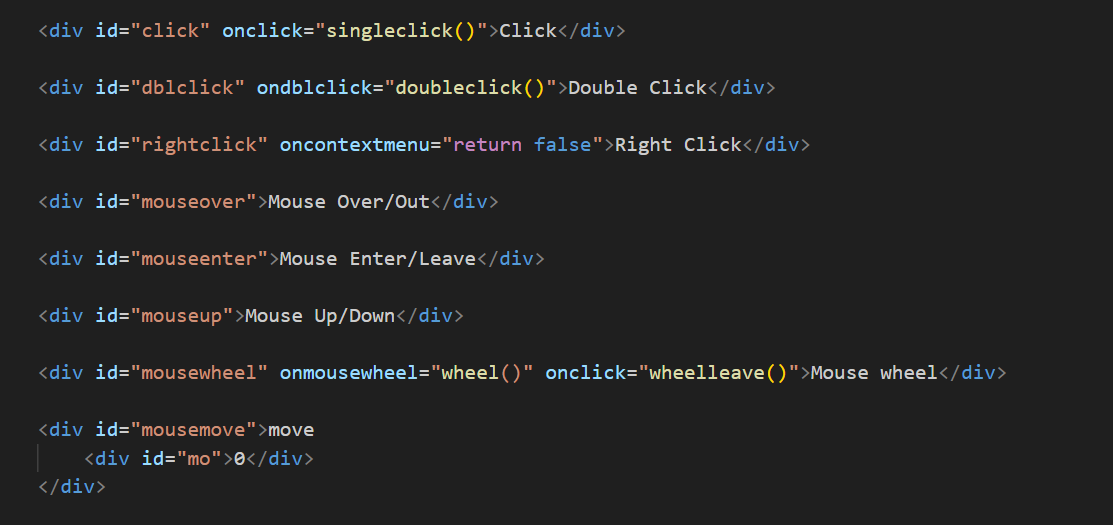 <div id="click" onclick="singleclick()">Click</div>
<div id="dblclick" ondblclick="doubleclick()">Double Click</div>
<div id="rightclick" oncontextmenu="return false">Right Click</div>
<div id="mouseover">Mouse Over/Out</div>
<div id="mouseenter">Mouse Enter/Leave</div>
<div id="mouseup">Mouse Up/Down</div>
<div id="mousewheel" onmousewheel="wheel()" onclick="wheelleave()">Mouse wheel</div>
<div id="mousemove">move
<div id="mo">0</div>
</div>